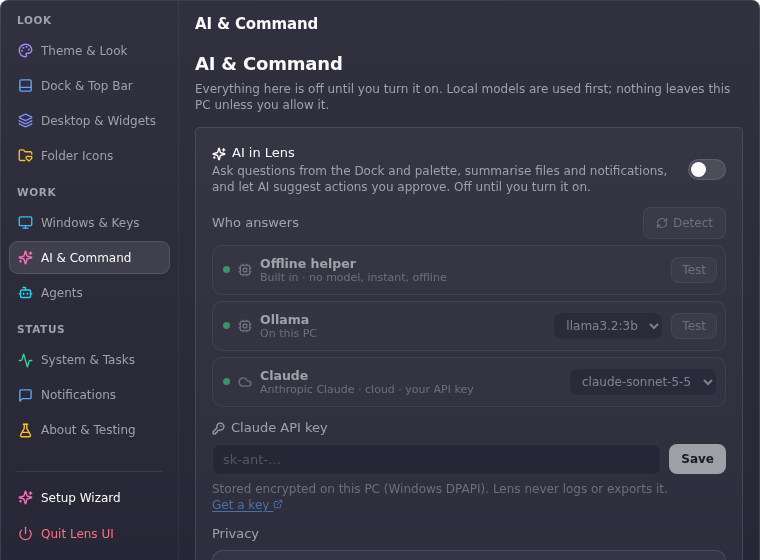 LOOK
Theme & Look
Dock & Top Bar
Desktop & Widgets
Folder Icons
WORK
Windows & Keys
AI & Command
Agents
STATUS
System & Tasks
Notifications
About & Testing
Setup Wizard
Quit Lens UI
AI & Command
AI & Command
Everything here is off until you turn it on. Local models are used first; nothing leaves this
PC unless you allow it.
AI in Lens
Ask questions from the Dock and palette, summarise files and notifications,
and let AI suggest actions you approve. Off until you turn it on.
Who answers
Detect
Offline helper
Built in · no model, instant, offline
Test
Ollama
On this PC
llama3.2:3b
Test
Claude
Anthropic Claude · cloud · your API key
claude-sonnet-5-5
Claude API key
sk-ant-...
Save
Stored encrypted on this PC (Windows DPAPI). Lens never logs or exports it.
Get a key
Privacy